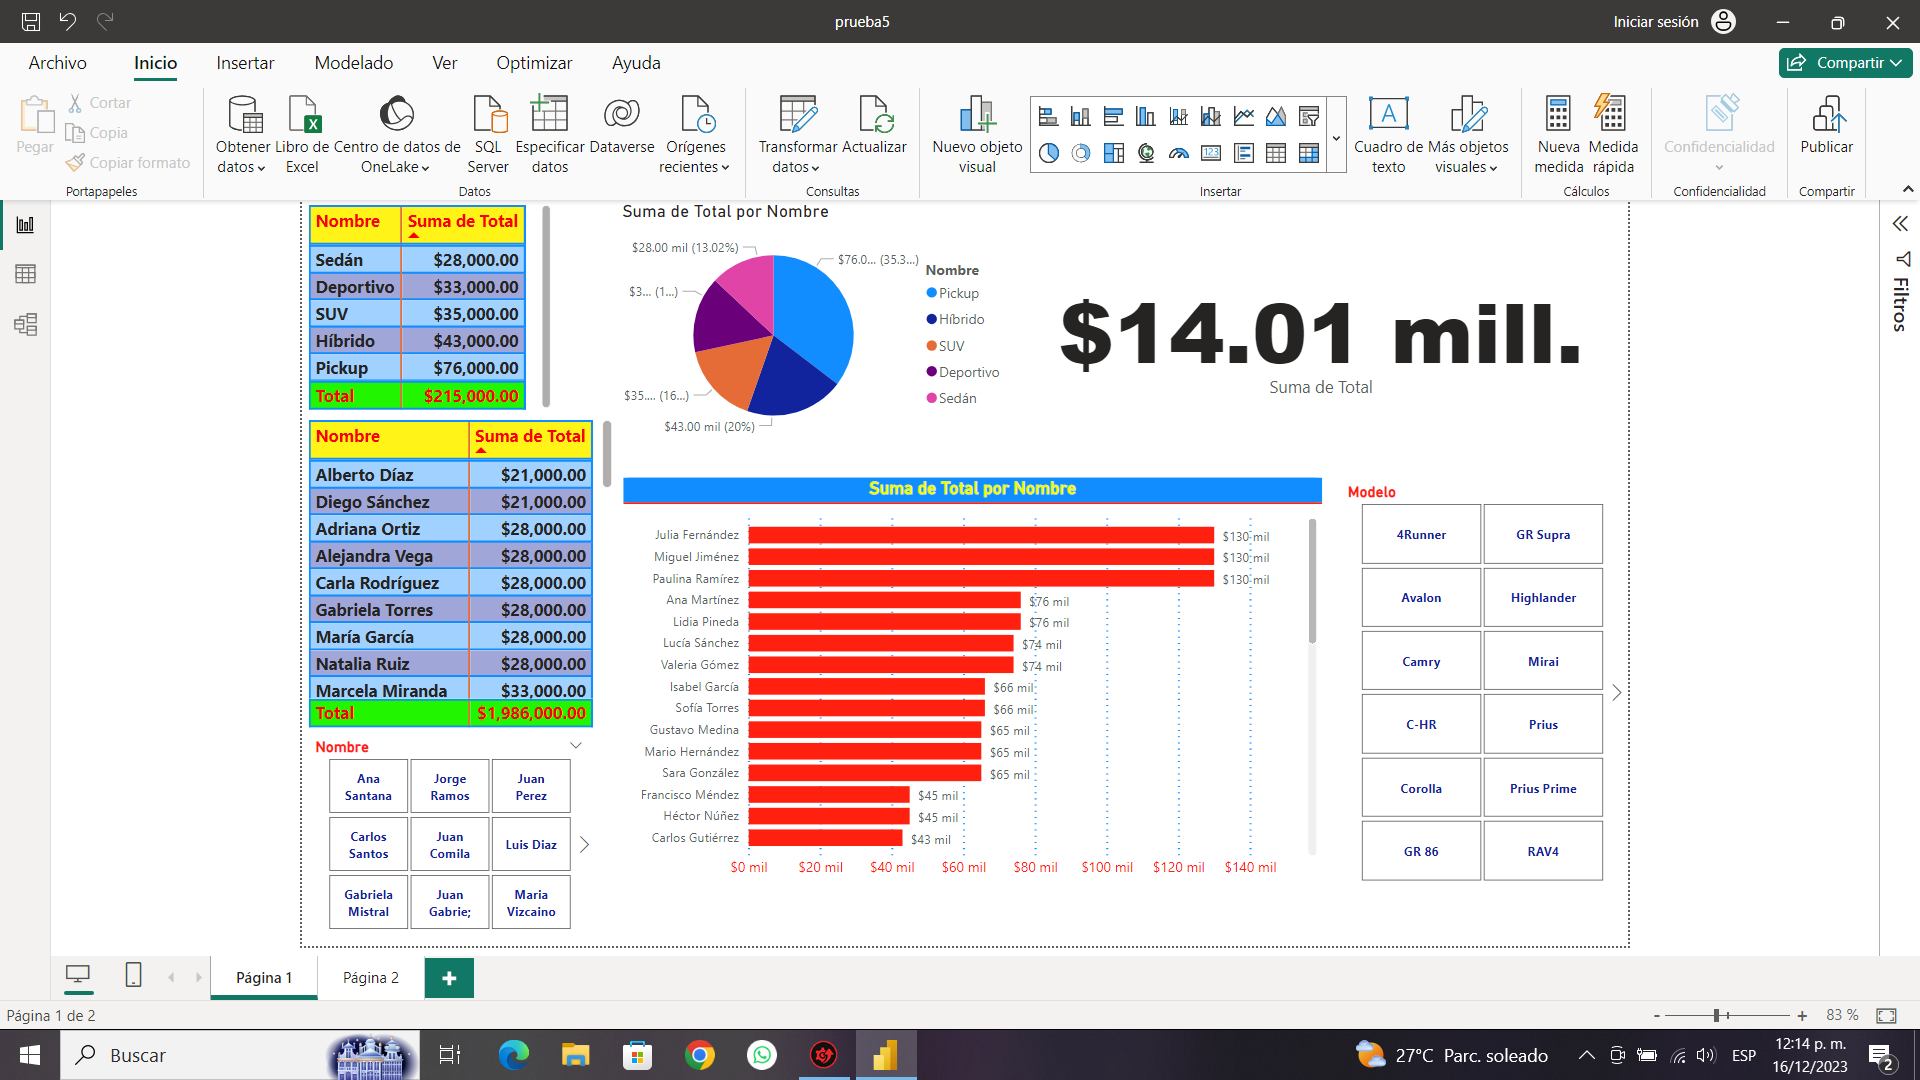 prueba5
Iniciar sesión
Archivo
Inicio
Insertar
Modelado
Ver
Optimizar
Ayuda
Compartir
Pegar
Cortar
Copia
Copiar formato
Portapapeles
Obtener datos
Libro de Excel
Centro de datos de OneLake
SQL Server
Especificar datos
Dataverse
Orígenes recientes
Datos
Transformar datos
Actualizar
Consultas
Nuevo objeto visual
123
Insertar
A
Cuadro de texto
Más objetos visuales
Nueva medida
Medida rápida
Cálculos
Confidencialidad
Confidencialidad
Publicar
Compartir
Nombre Suma de Total
Sedán $28,000.00
Deportivo $33,000.00
SUV $35,000.00
Híbrido $43,000.00
Pickup $76,000.00
Total $215,000.00
Suma de Total por Nombre
$28.00 mil (13.02%)
$76.0... (35.3...)
$3... (1...)
$35.... (16...)
$43.00 mil (20%)
Nombre
Pickup
Híbrido
SUV
Deportivo
Sedán
$14.01 mill.
Suma de Total
Filtros
Nombre Suma de Total
Alberto Díaz $21,000.00
Diego Sánchez $21,000.00
Adriana Ortiz $28,000.00
Alejandra Vega $28,000.00
Carla Rodríguez $28,000.00
Gabriela Torres $28,000.00
María García $28,000.00
Natalia Ruiz $28,000.00
Marcela Miranda $33,000.00
Total $1,986,000.00
Suma de Total por Nombre
Julia Fernández $130 mil
Miguel Jiménez $130 mil
Paulina Ramírez $130 mil
Ana Martínez $76 mil
Lidia Pineda $76 mil
Lucía Sánchez $74 mil
Valeria Gómez $74 mil
Isabel García $66 mil
Sofía Torres $66 mil
Gustavo Medina $65 mil
Mario Hernández $65 mil
Sara González $65 mil
Francisco Méndez $45 mil
Héctor Núñez $45 mil
Carlos Gutiérrez $43 mil
$0 mil $20 mil $40 mil $60 mil $80 mil $100 mil $120 mil $140 mil
Modelo
4Runner GR Supra
Avalon Highlander
Camry Mirai
C-HR Prius
Corolla Prius Prime
GR 86 RAV4
Nombre
Ana Santana
Jorge Ramos
Juan Perez
Carlos Santos
Juan Comila
Luis Diaz
Gabriela Mistral
Juan Gabrie;
Maria Vizcaino
Página 1
Página 2
+
Página 1 de 2
- + 83 %
Buscar
27°C Parc. soleado
ESP
12:14 p. m.
16/12/2023
2